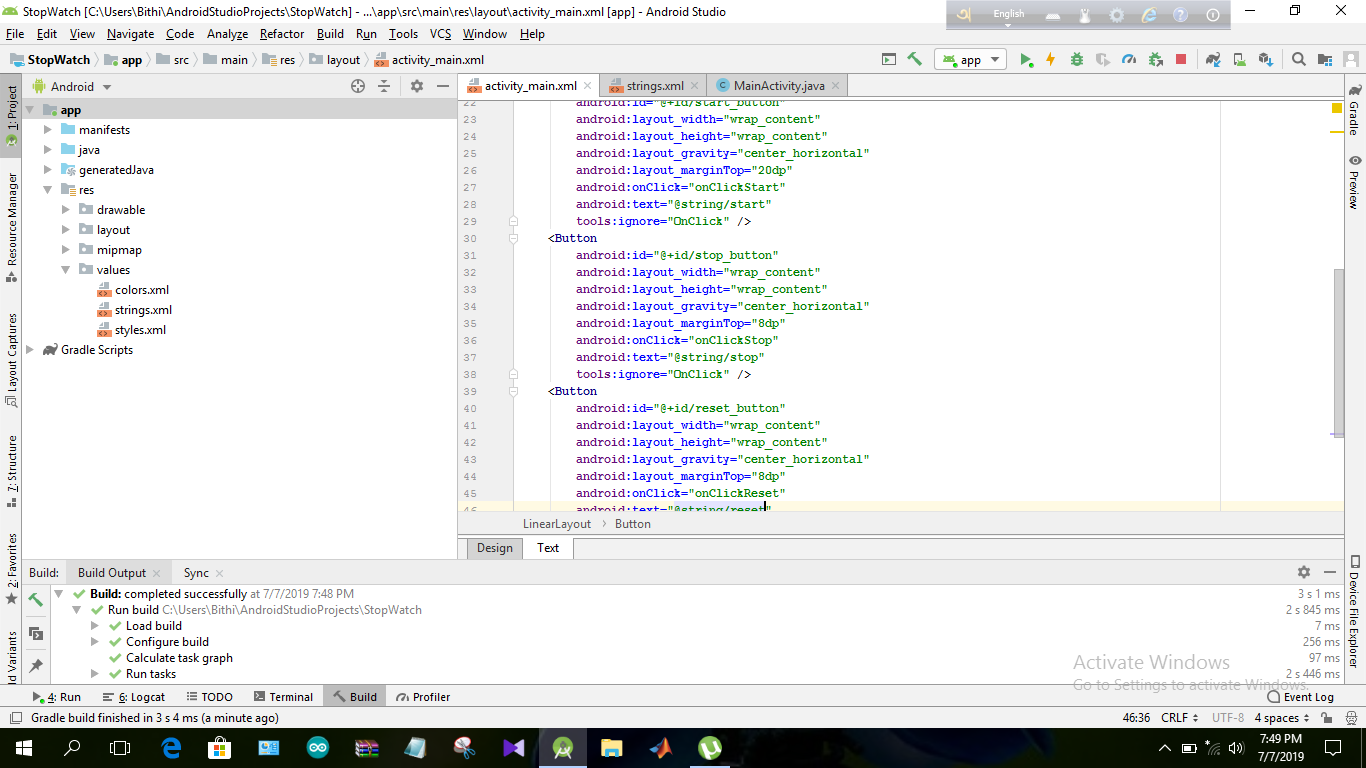 StopWatch [C:\Users\Bithi\AndroidStudioProjects\StopWatch] - ...\app\src\main\res\layout\activity_main.xml [app] - Android Studio
English
File Edit View Navigate Code Analyze Refactor Build Run Tools VCS Window Help
StopWatch app src main res layout activity_main.xml
app
Android
activity_main.xml strings.xml MainActivity.java
1: Project
Resource Manager
Layout Captures
7: Structure
2: Favorites
ld Variants
app
manifests
java
generatedJava
res
drawable
layout
mipmap
values
colors.xml
strings.xml
styles.xml
Gradle Scripts
22 android:id="@+id/start_button"
23 android:layout_width="wrap_content"
24 android:layout_height="wrap_content"
25 android:layout_gravity="center_horizontal"
26 android:layout_marginTop="20dp"
27 android:onClick="onClickStart"
28 android:text="@string/start"
29 tools:ignore="OnClick" />
30 <Button
31 android:id="@+id/stop_button"
32 android:layout_width="wrap_content"
33 android:layout_height="wrap_content"
34 android:layout_gravity="center_horizontal"
35 android:layout_marginTop="8dp"
36 android:onClick="onClickStop"
37 android:text="@string/stop"
38 tools:ignore="OnClick" />
39 <Button
40 android:id="@+id/reset_button"
41 android:layout_width="wrap_content"
42 android:layout_height="wrap_content"
43 android:layout_gravity="center_horizontal"
44 android:layout_marginTop="8dp"
45 android:onClick="onClickReset"
46 android:text="@string/reset"
LinearLayout Button
Design Text
Gradle
Preview
Device File Explorer
Build: Build Output Sync
Build: completed successfully at 7/7/2019 7:48 PM 3 s 1 ms
Run build C:\Users\Bithi\AndroidStudioProjects\StopWatch 2 s 845 ms
Load build 7 ms
Configure build 256 ms
Calculate task graph 97 ms
Run tasks 2 s 446 ms
Activate Windows
Go to Settings to activate Windows.
4: Run 6: Logcat TODO Terminal Build Profiler Event Log
Gradle build finished in 3 s 4 ms (a minute ago) 46:36 CRLF UTF-8 4 spaces
7:49 PM
7/7/2019